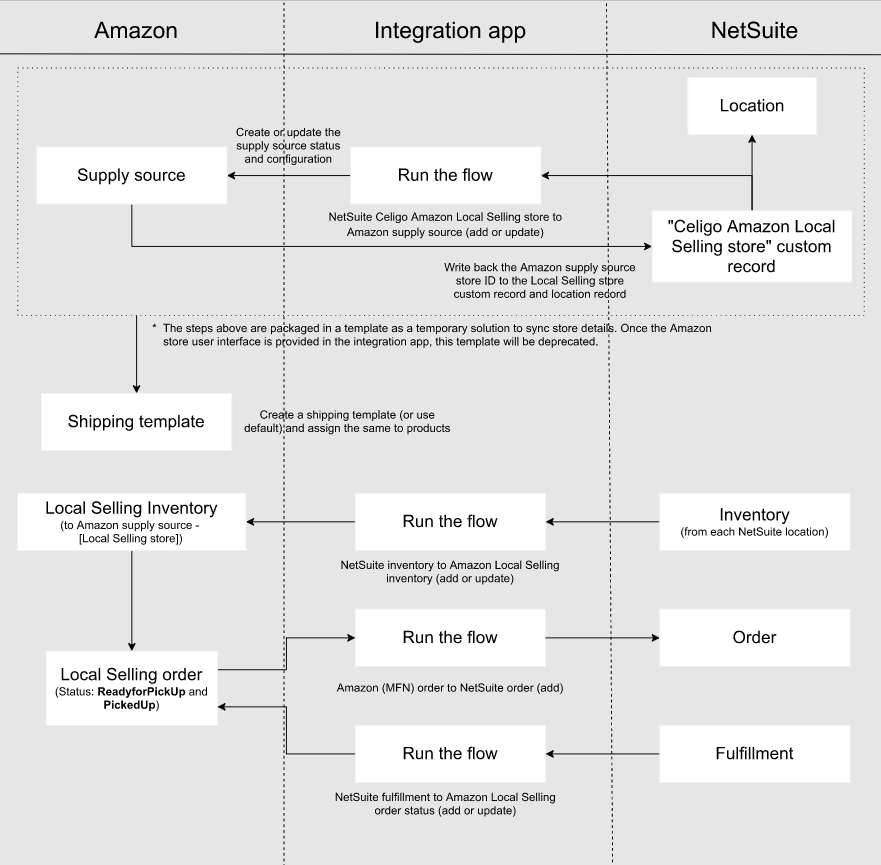 Amazon
Integration app
NetSuite
Location
Create or update the
supply source status
and configuration
Supply source
Run the flow
NetSuite Celigo Amazon Local Selling store to
Amazon supply source (add or update)
"Celigo Amazon Local
Selling store" custom
record
Write back the Amazon supply source
store ID to the Local Selling store
custom record and location record
* The steps above are packaged in a template as a temporary solution to sync store details. Once the Amazon
store user interface is provided in the integration app, this template will be deprecated.
Shipping template
Create a shipping template (or use
default) and assign the same to products
Local Selling Inventory
(to Amazon supply source -
[Local Selling store])
Run the flow
Inventory
(from each NetSuite location)
NetSuite inventory to Amazon Local Selling
inventory (add or update)
Run the flow
Order
Local Selling order
(Status: ReadyforPickUp and
PickedUp)
Amazon (MFN) order to NetSuite order (add)
Run the flow
Fulfillment
NetSuite fulfillment to Amazon Local Selling
order status (add or update)